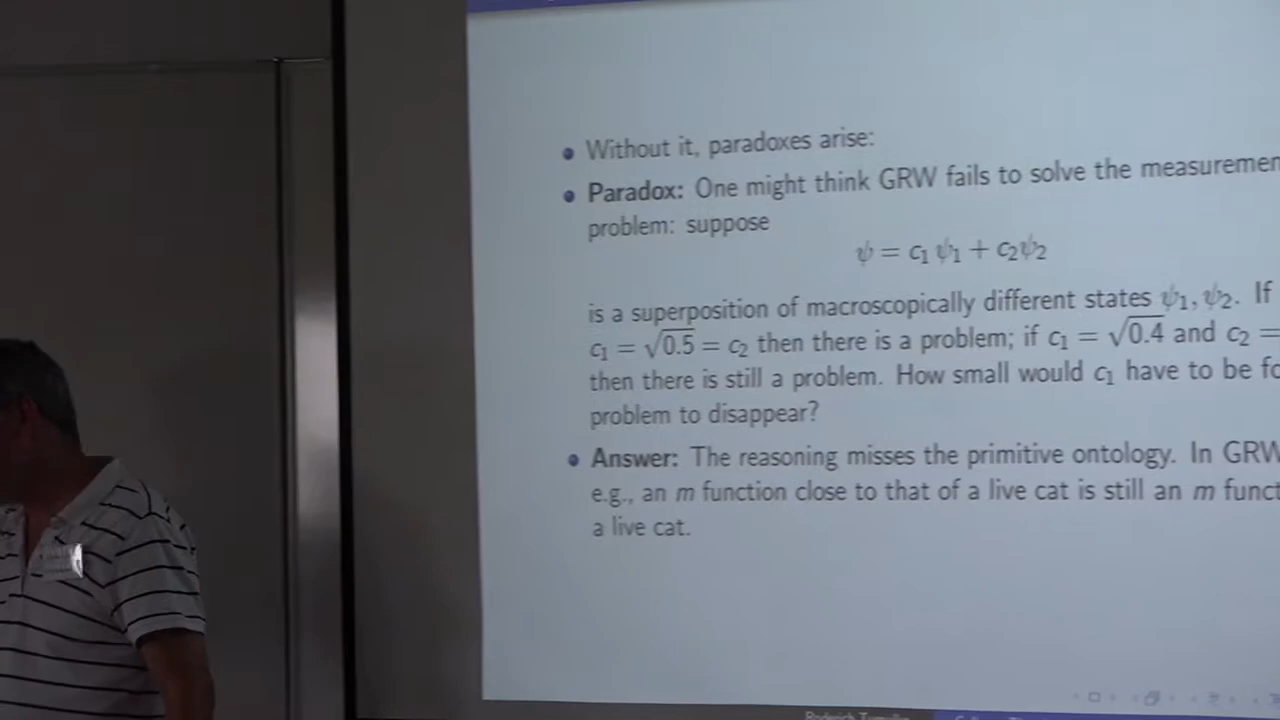 Without it, paradoxes arise:
Paradox: One might think GRW fails to solve the measuremen
problem: suppose
ψ = c₁ψ₁ + c₂ψ₂
is a superposition of macroscopically different states ψ₁, ψ₂. If
c₁ = √0.5 = c₂ then there is a problem; if c₁ = √0.4 and c₂ =
then there is still a problem. How small would c₁ have to be fo
problem to disappear?
Answer: The reasoning misses the primitive ontology. In GRW
e.g., an m function close to that of a live cat is still an m funct
a live cat.